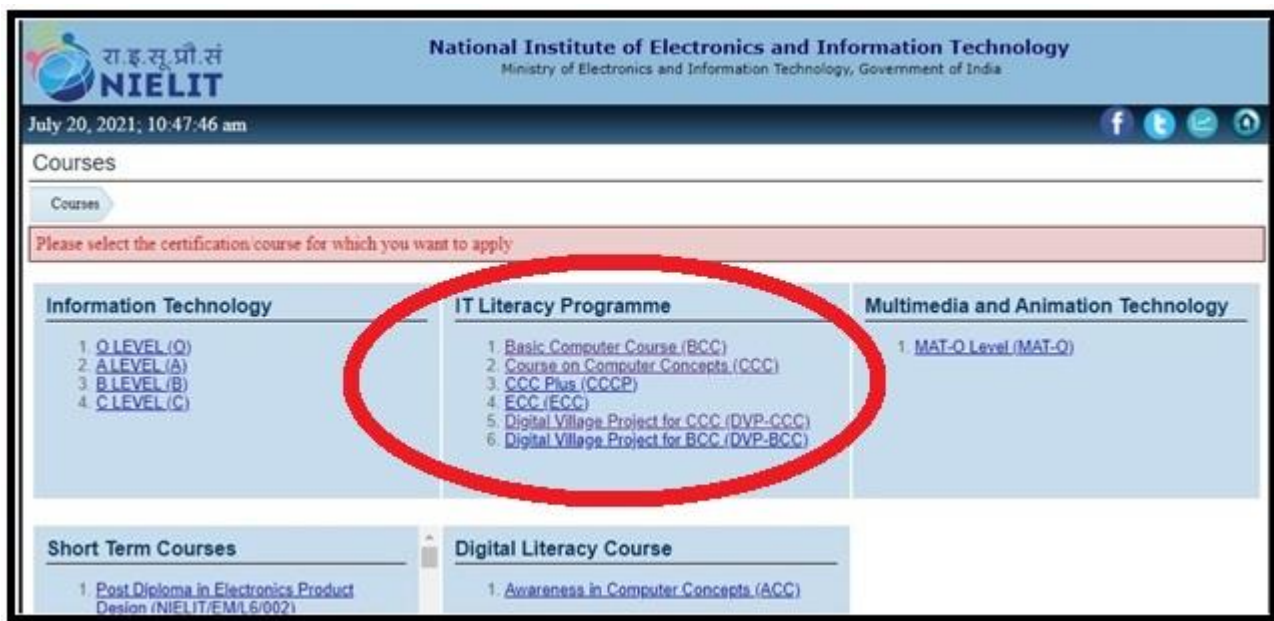 रा.इ.सू.प्रौ.सं
NIELIT
National Institute of Electronics and Information Technology
Ministry of Electronics and Information Technology, Government of India
July 20, 2021; 10:47:46 am
Courses
Courses
Please select the certification/course for which you want to apply
Information Technology
1. O LEVEL (O)
2. A LEVEL (A)
3. B LEVEL (B)
4. C LEVEL (C)
IT Literacy Programme
1. Basic Computer Course (BCC)
2. Course on Computer Concepts (CCC)
3. CCC Plus (CCCP)
4. ECC (ECC)
5. Digital Village Project for CCC (DVP-CCC)
6. Digital Village Project for BCC (DVP-BCC)
Multimedia and Animation Technology
1. MAT-O Level (MAT-O)
Short Term Courses
1. Post Diploma in Electronics Product
Design (NIELIT/EM/L6/002)
Digital Literacy Course
1. Awareness in Computer Concepts (ACC)